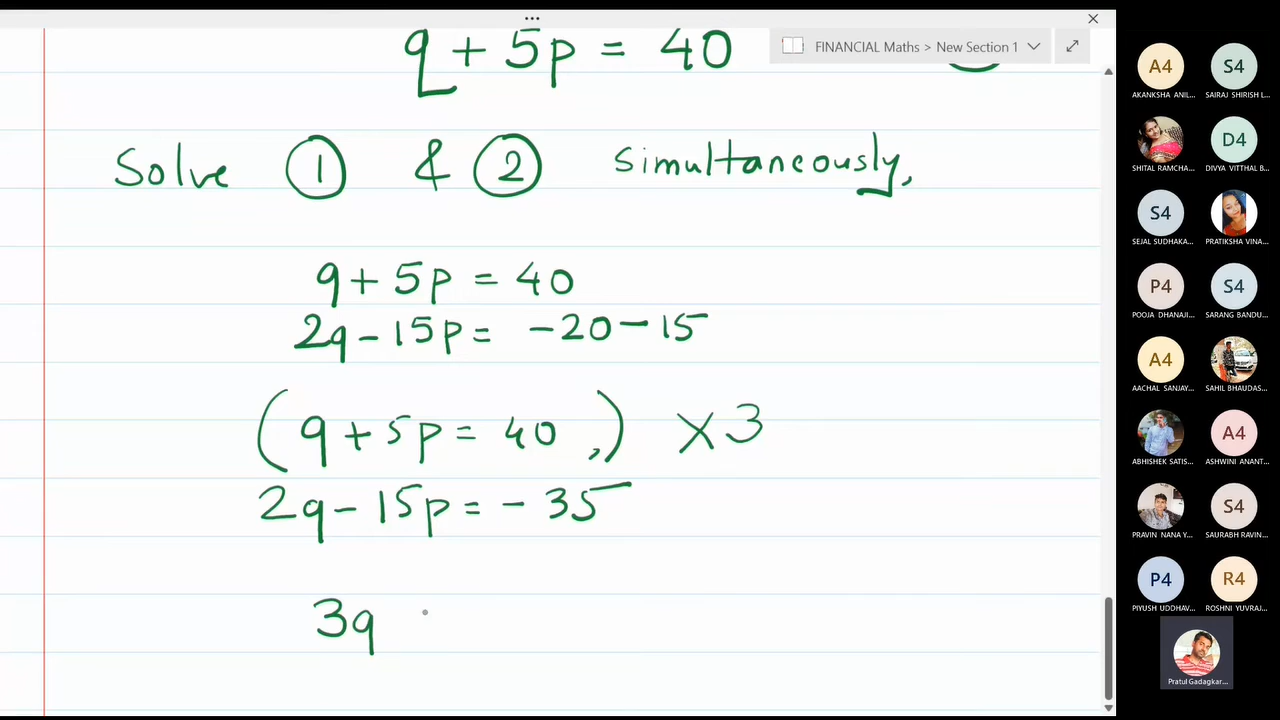 FINANCIAL Maths > New Section 1
q + 5p = 40
Solve ① & ② Simultaneously,
q + 5p = 40
2q - 15p = -20 - 15
(q + 5p = 40,) × 3
2q - 15p = - 35
3q
A4 S4
AKANKSHA ANIL... SAIRAJ SHIRISH L...
D4
SHITAL RAMCHA... DIVYA VITTHAL B...
S4
SEJAL SUDHAKA... PRATIKSHA VINA...
P4 S4
POOJA DHANAJI... SARANG BANDU...
A4
AACHAL SANJAY... SAHIL BHAUDAS...
A4
ABHISHEK SATIS... ASHWINI ANANT...
S4
PRAVIN NANA Y... SAURABH RAVIN...
P4 R4
PIYUSH UDDHAV... ROSHNI YUVRAJ...
Pratul Gadagkar...